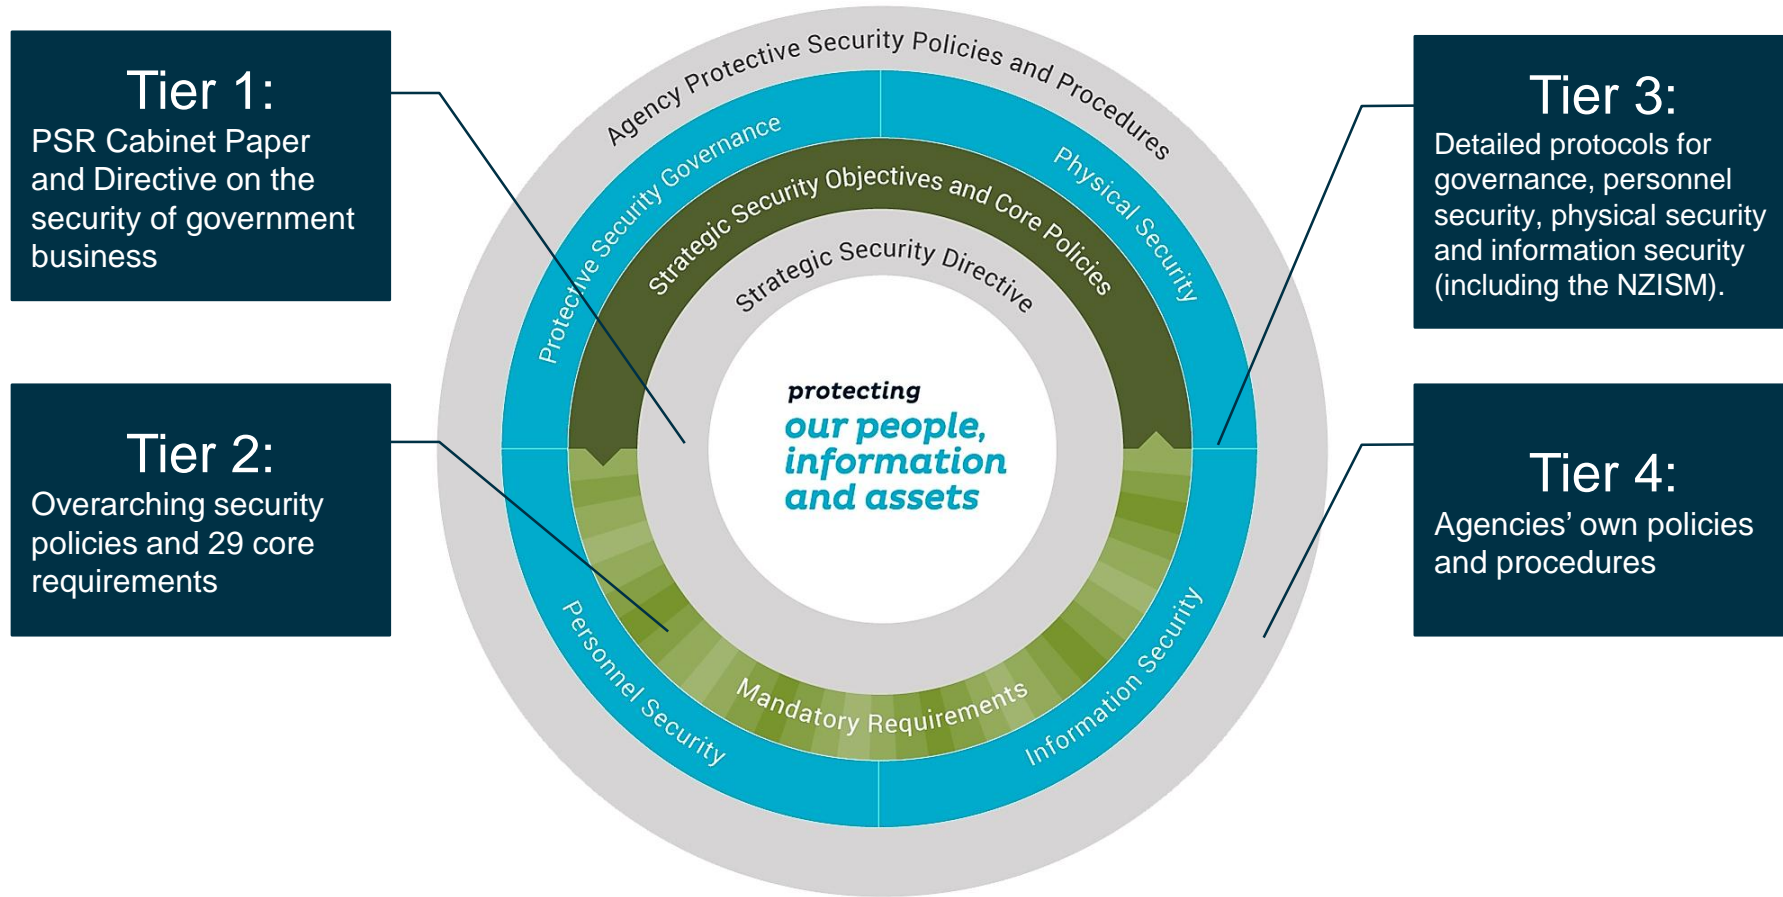 Tier 1:
PSR Cabinet Paper
and Directive on the
security of government
business
Tier 2:
Overarching security
policies and 29 core
requirements
Agency Protective Security Policies and Procedures
Protective Security Governance
Physical Security
Strategic Security Objectives and Core Policies
Strategic Security Directive
protecting
our people,
information
and assets
Mandatory Requirements
Personnel Security
Information Security
Tier 3:
Detailed protocols for
governance, personnel
security, physical security
and information security
(including the NZISM).
Tier 4:
Agencies’ own policies
and procedures